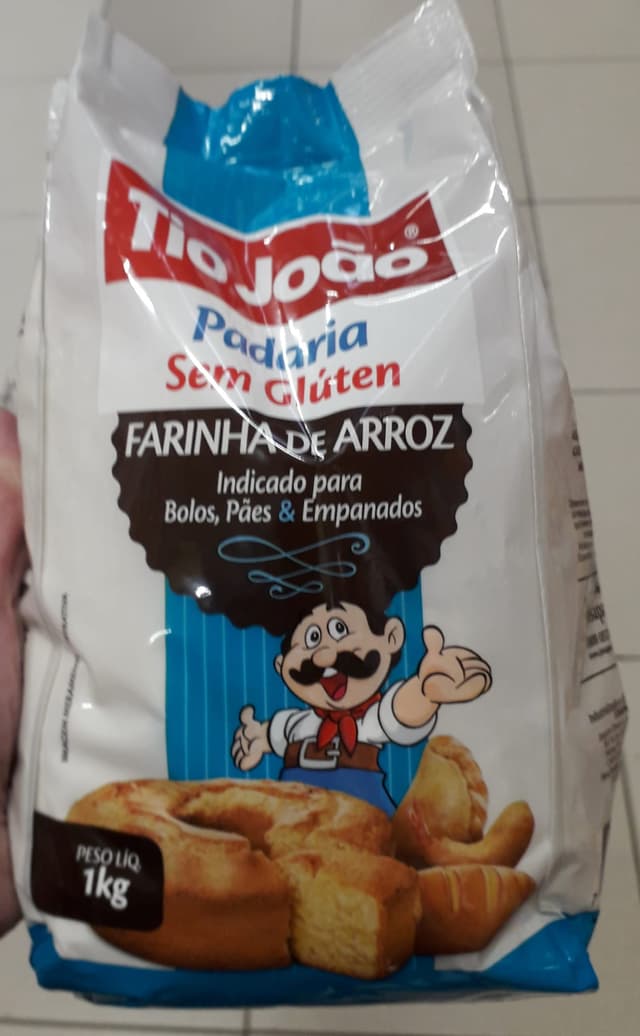 Tio João®
Padaria
Sem Glúten
FARINHA DE ARROZ
Indicado para
Bolos, Pães & Empanados
PESO LÍQ.
1kg